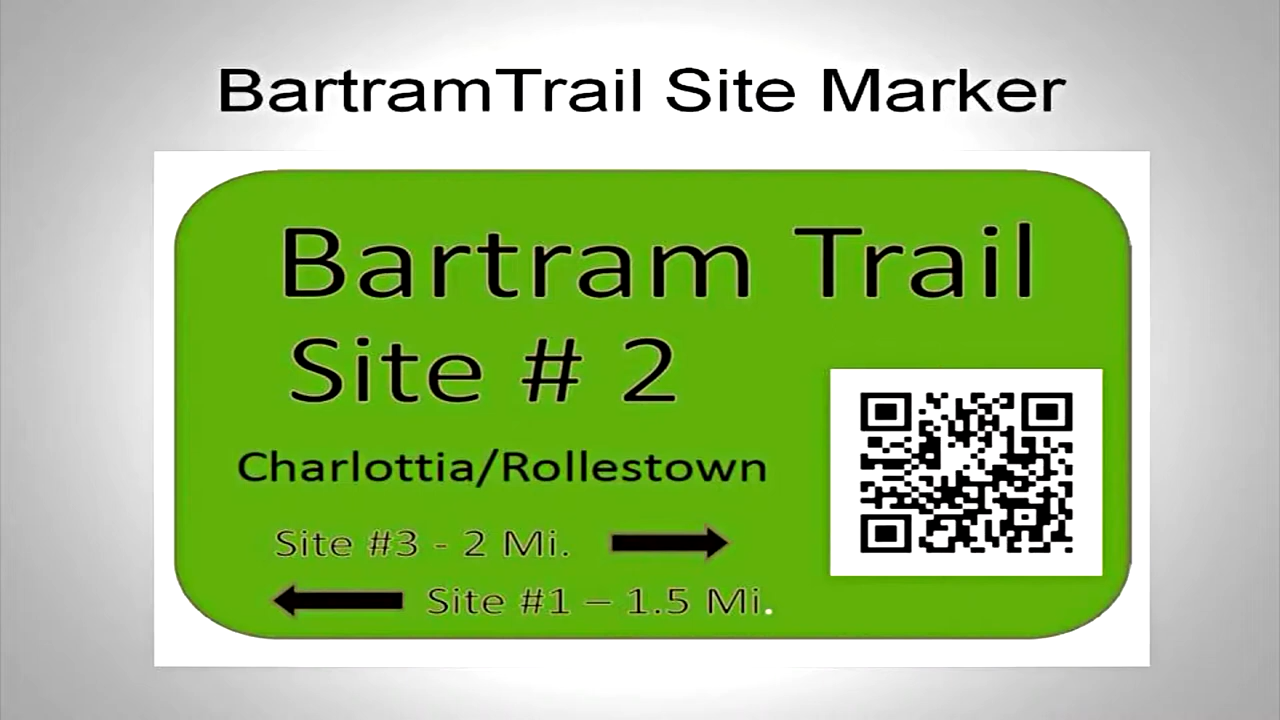 BartramTrail Site Marker
Bartram Trail
Site # 2
Charlottia/Rollestown
Site #3 - 2 Mi.
Site #1 – 1.5 Mi.